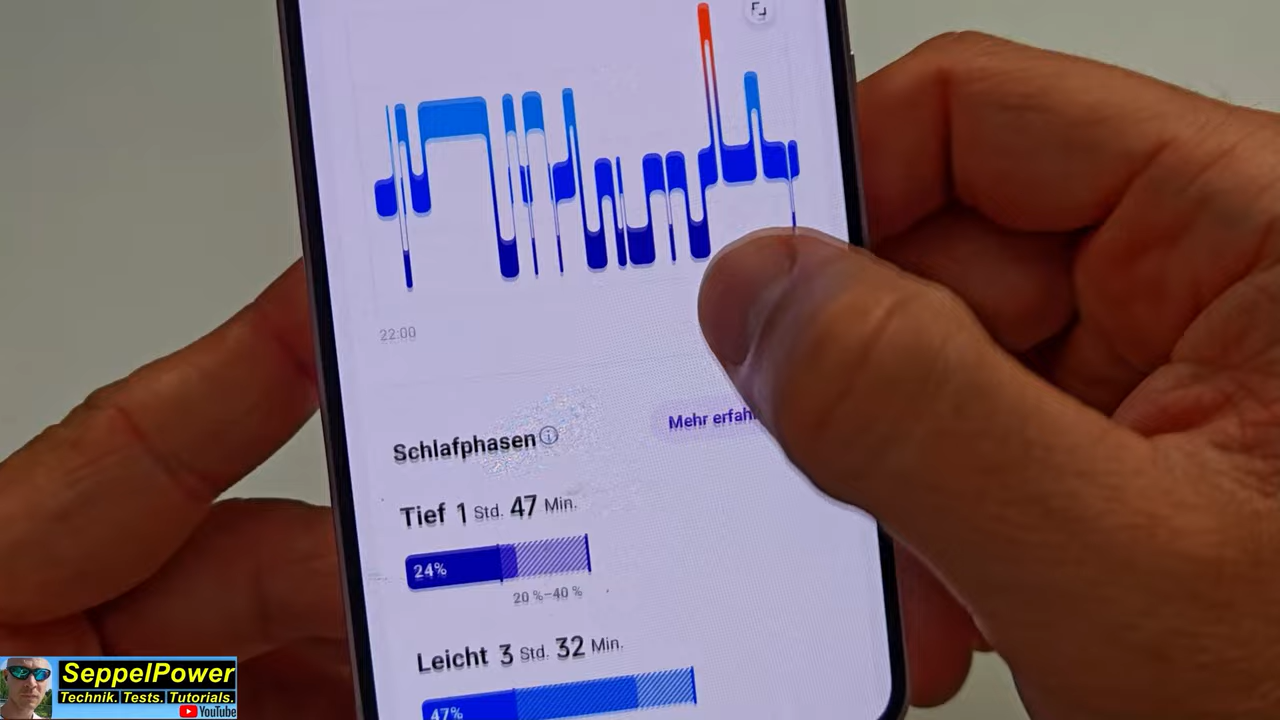 22:00
Schlafphasen
Mehr
Tief 1 Std. 47 Min.
24%
20 %–40 %
Leicht 3 Std. 32 Min.
47%
SeppelPower
Technik. Tests. Tutorials.
YouTube